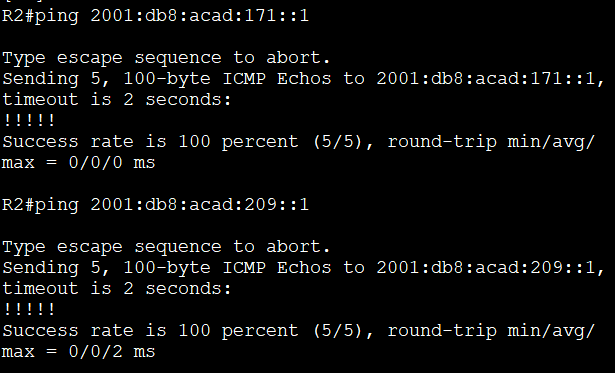 R2#ping 2001:db8:acad:171::1
Type escape sequence to abort.
Sending 5, 100-byte ICMP Echos to 2001:db8:acad:171::1,
timeout is 2 seconds:
!!!!!
Success rate is 100 percent (5/5), round-trip min/avg/
max = 0/0/0 ms
R2#ping 2001:db8:acad:209::1
Type escape sequence to abort.
Sending 5, 100-byte ICMP Echos to 2001:db8:acad:209::1,
timeout is 2 seconds:
!!!!!
Success rate is 100 percent (5/5), round-trip min/avg/
max = 0/0/2 ms